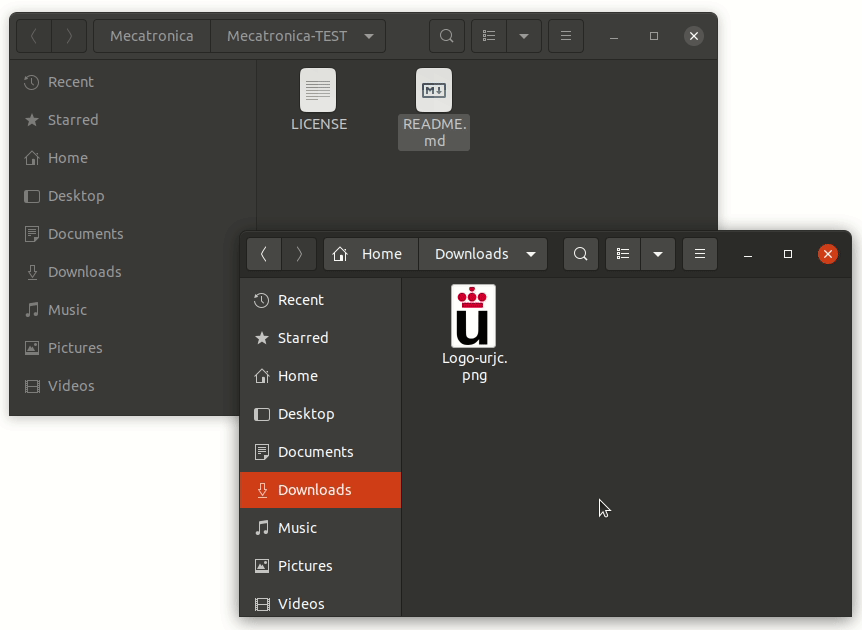 Mecatronica
Mecatronica-TEST
Recent
Starred
Home
Desktop
Documents
Downloads
Music
Pictures
Videos
LICENSE
M
README.
md
Home
Downloads
Recent
Starred
Home
Desktop
Documents
Downloads
Music
Pictures
Videos
u
Logo-urjc.
png